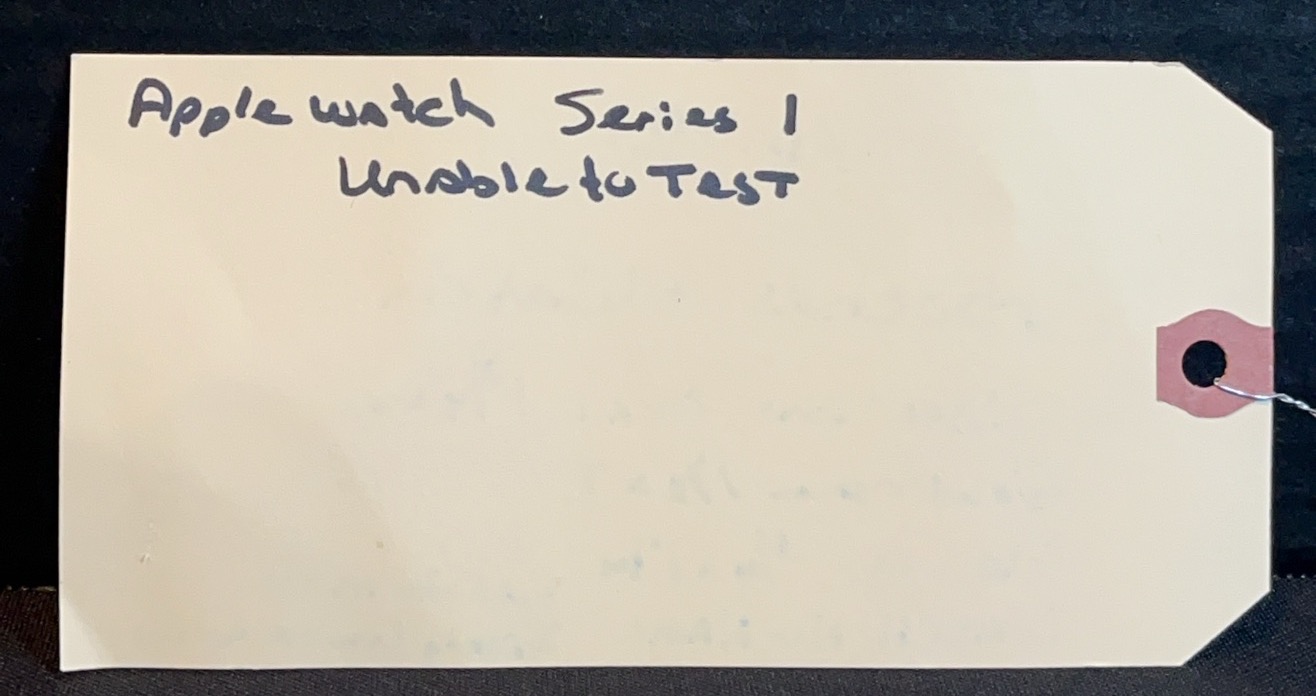 Apple watch Series 1
Unable to Test